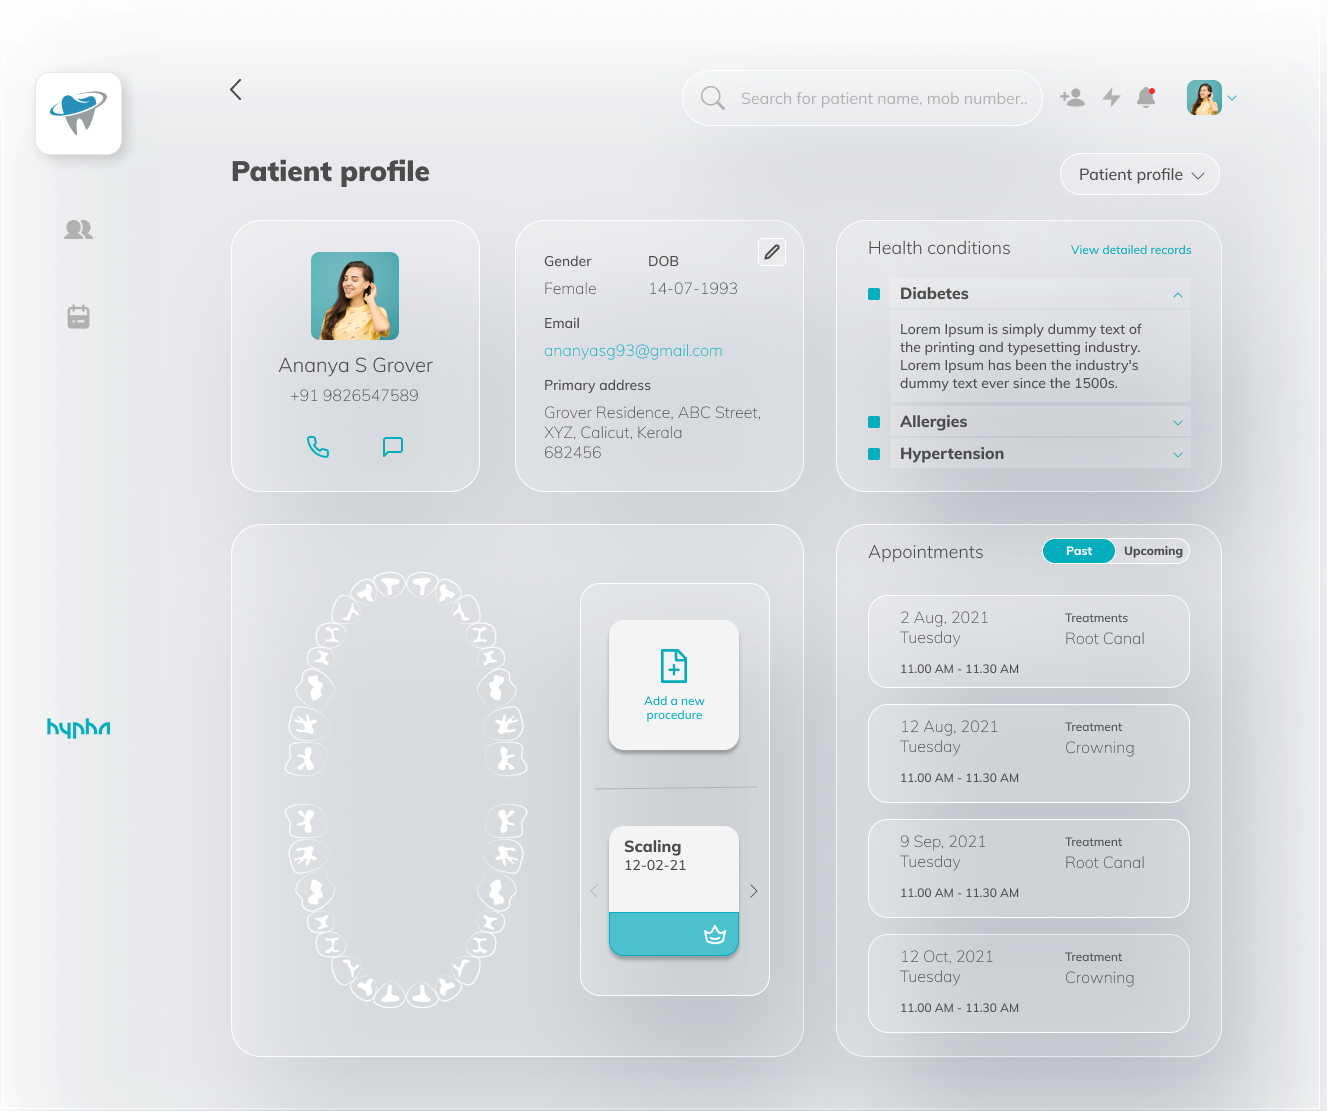 Search for patient name, mob number..
Patient profile
Patient profile
Ananya S Grover
+91 9826547589
Gender
DOB
Female
14-07-1993
Email
ananyasg93@gmail.com
Primary address
Grover Residence, ABC Street,
XYZ, Calicut, Kerala
682456
Health conditions
View detailed records
Diabetes
Lorem Ipsum is simply dummy text of
the printing and typesetting industry.
Lorem Ipsum has been the industry's
dummy text ever since the 1500s.
Allergies
Hypertension
hypha
Add a new
procedure
Scaling
12-02-21
Appointments
Past
Upcoming
2 Aug, 2021
Tuesday
11.00 AM - 11.30 AM
Treatments
Root Canal
12 Aug, 2021
Tuesday
11.00 AM - 11.30 AM
Treatment
Crowning
9 Sep, 2021
Tuesday
11.00 AM - 11.30 AM
Treatment
Root Canal
12 Oct, 2021
Tuesday
11.00 AM - 11.30 AM
Treatment
Crowning